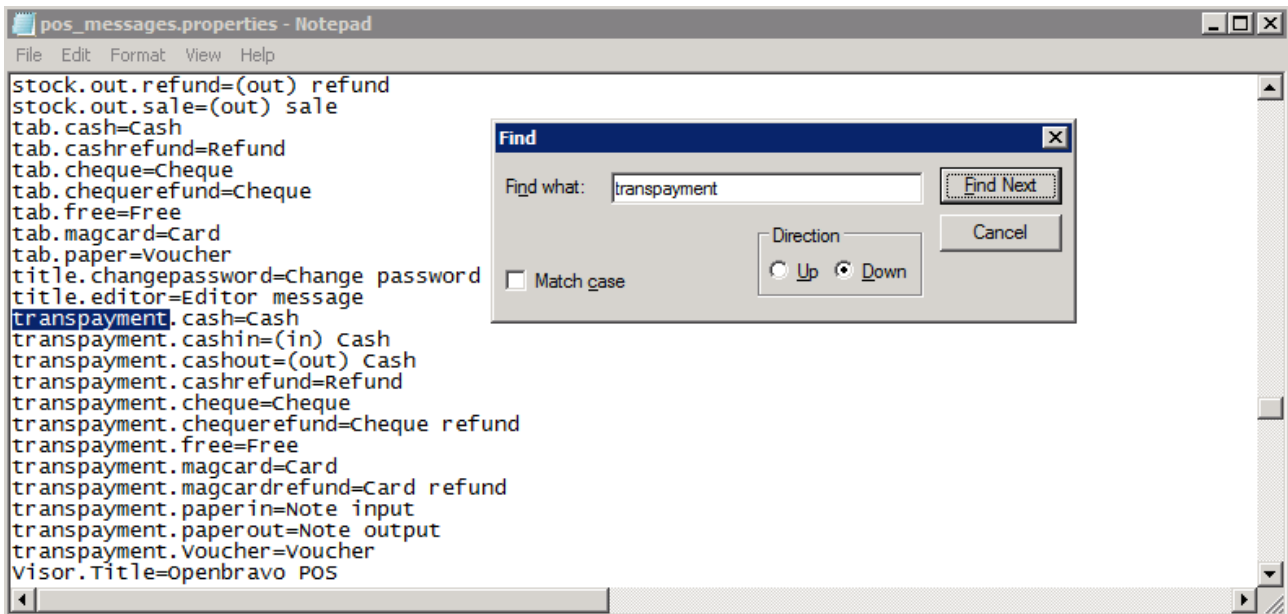 pos_messages.properties - Notepad
File Edit Format View Help
stock.out.refund=(out) refund
stock.out.sale=(out) sale
tab.cash=Cash
tab.cashrefund=Refund
tab.cheque=Cheque
tab.chequerefund=Cheque
tab.free=Free
tab.magcard=Card
tab.paper=Voucher
title.changepassword=Change password
title.editor=Editor message
transpayment.cash=Cash
transpayment.cashin=(in) Cash
transpayment.cashout=(out) Cash
transpayment.cashrefund=Refund
transpayment.cheque=Cheque
transpayment.chequerefund=Cheque refund
transpayment.free=Free
transpayment.magcard=Card
transpayment.magcardrefund=Card refund
transpayment.paperin=Note input
transpayment.paperout=Note output
transpayment.Voucher=Voucher
Visor.Title=Openbravo POS
Find
Find what: transpayment
Find Next
Cancel
Direction
Up Down
Match case